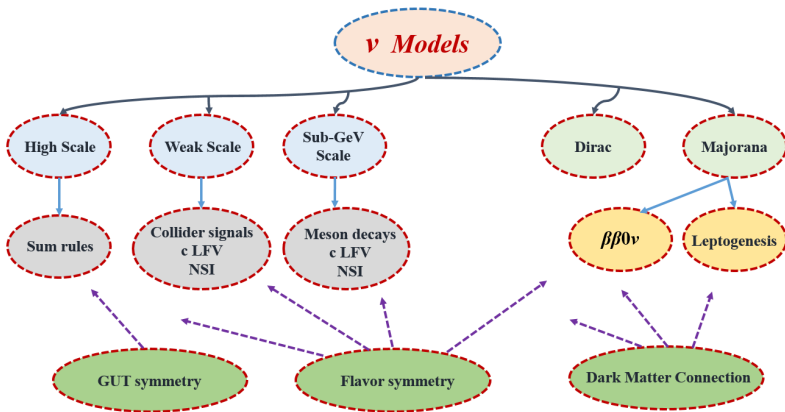 ν Models
High Scale
Weak Scale
Sub-GeV
Scale
Dirac
Majorana
Sum rules
Collider signals
c LFV
NSI
Meson decays
c LFV
NSI
ββ0ν
Leptogenesis
GUT symmetry
Flavor symmetry
Dark Matter Connection